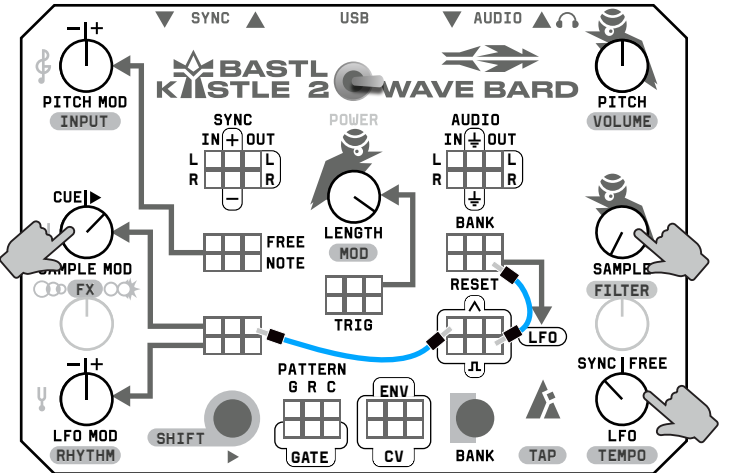 SYNC USB AUDIO
BASTL
KASTLE 2 WAVE BARD
- + PITCH MOD
INPUT
SYNC
IN + OUT
L L
R R
-
POWER
AUDIO
IN OUT
L L
R R
PITCH
VOLUME
CUE
SAMPLE MOD
FX
FREE
NOTE
LENGTH
MOD
TRIG
BANK
RESET
SAMPLE
FILTER
LFO
- +
LFO MOD
RHYTHM
SHIFT
PATTERN
G R C
GATE
ENV
CV
BANK
TAP
SYNC FREE
LFO
TEMPO